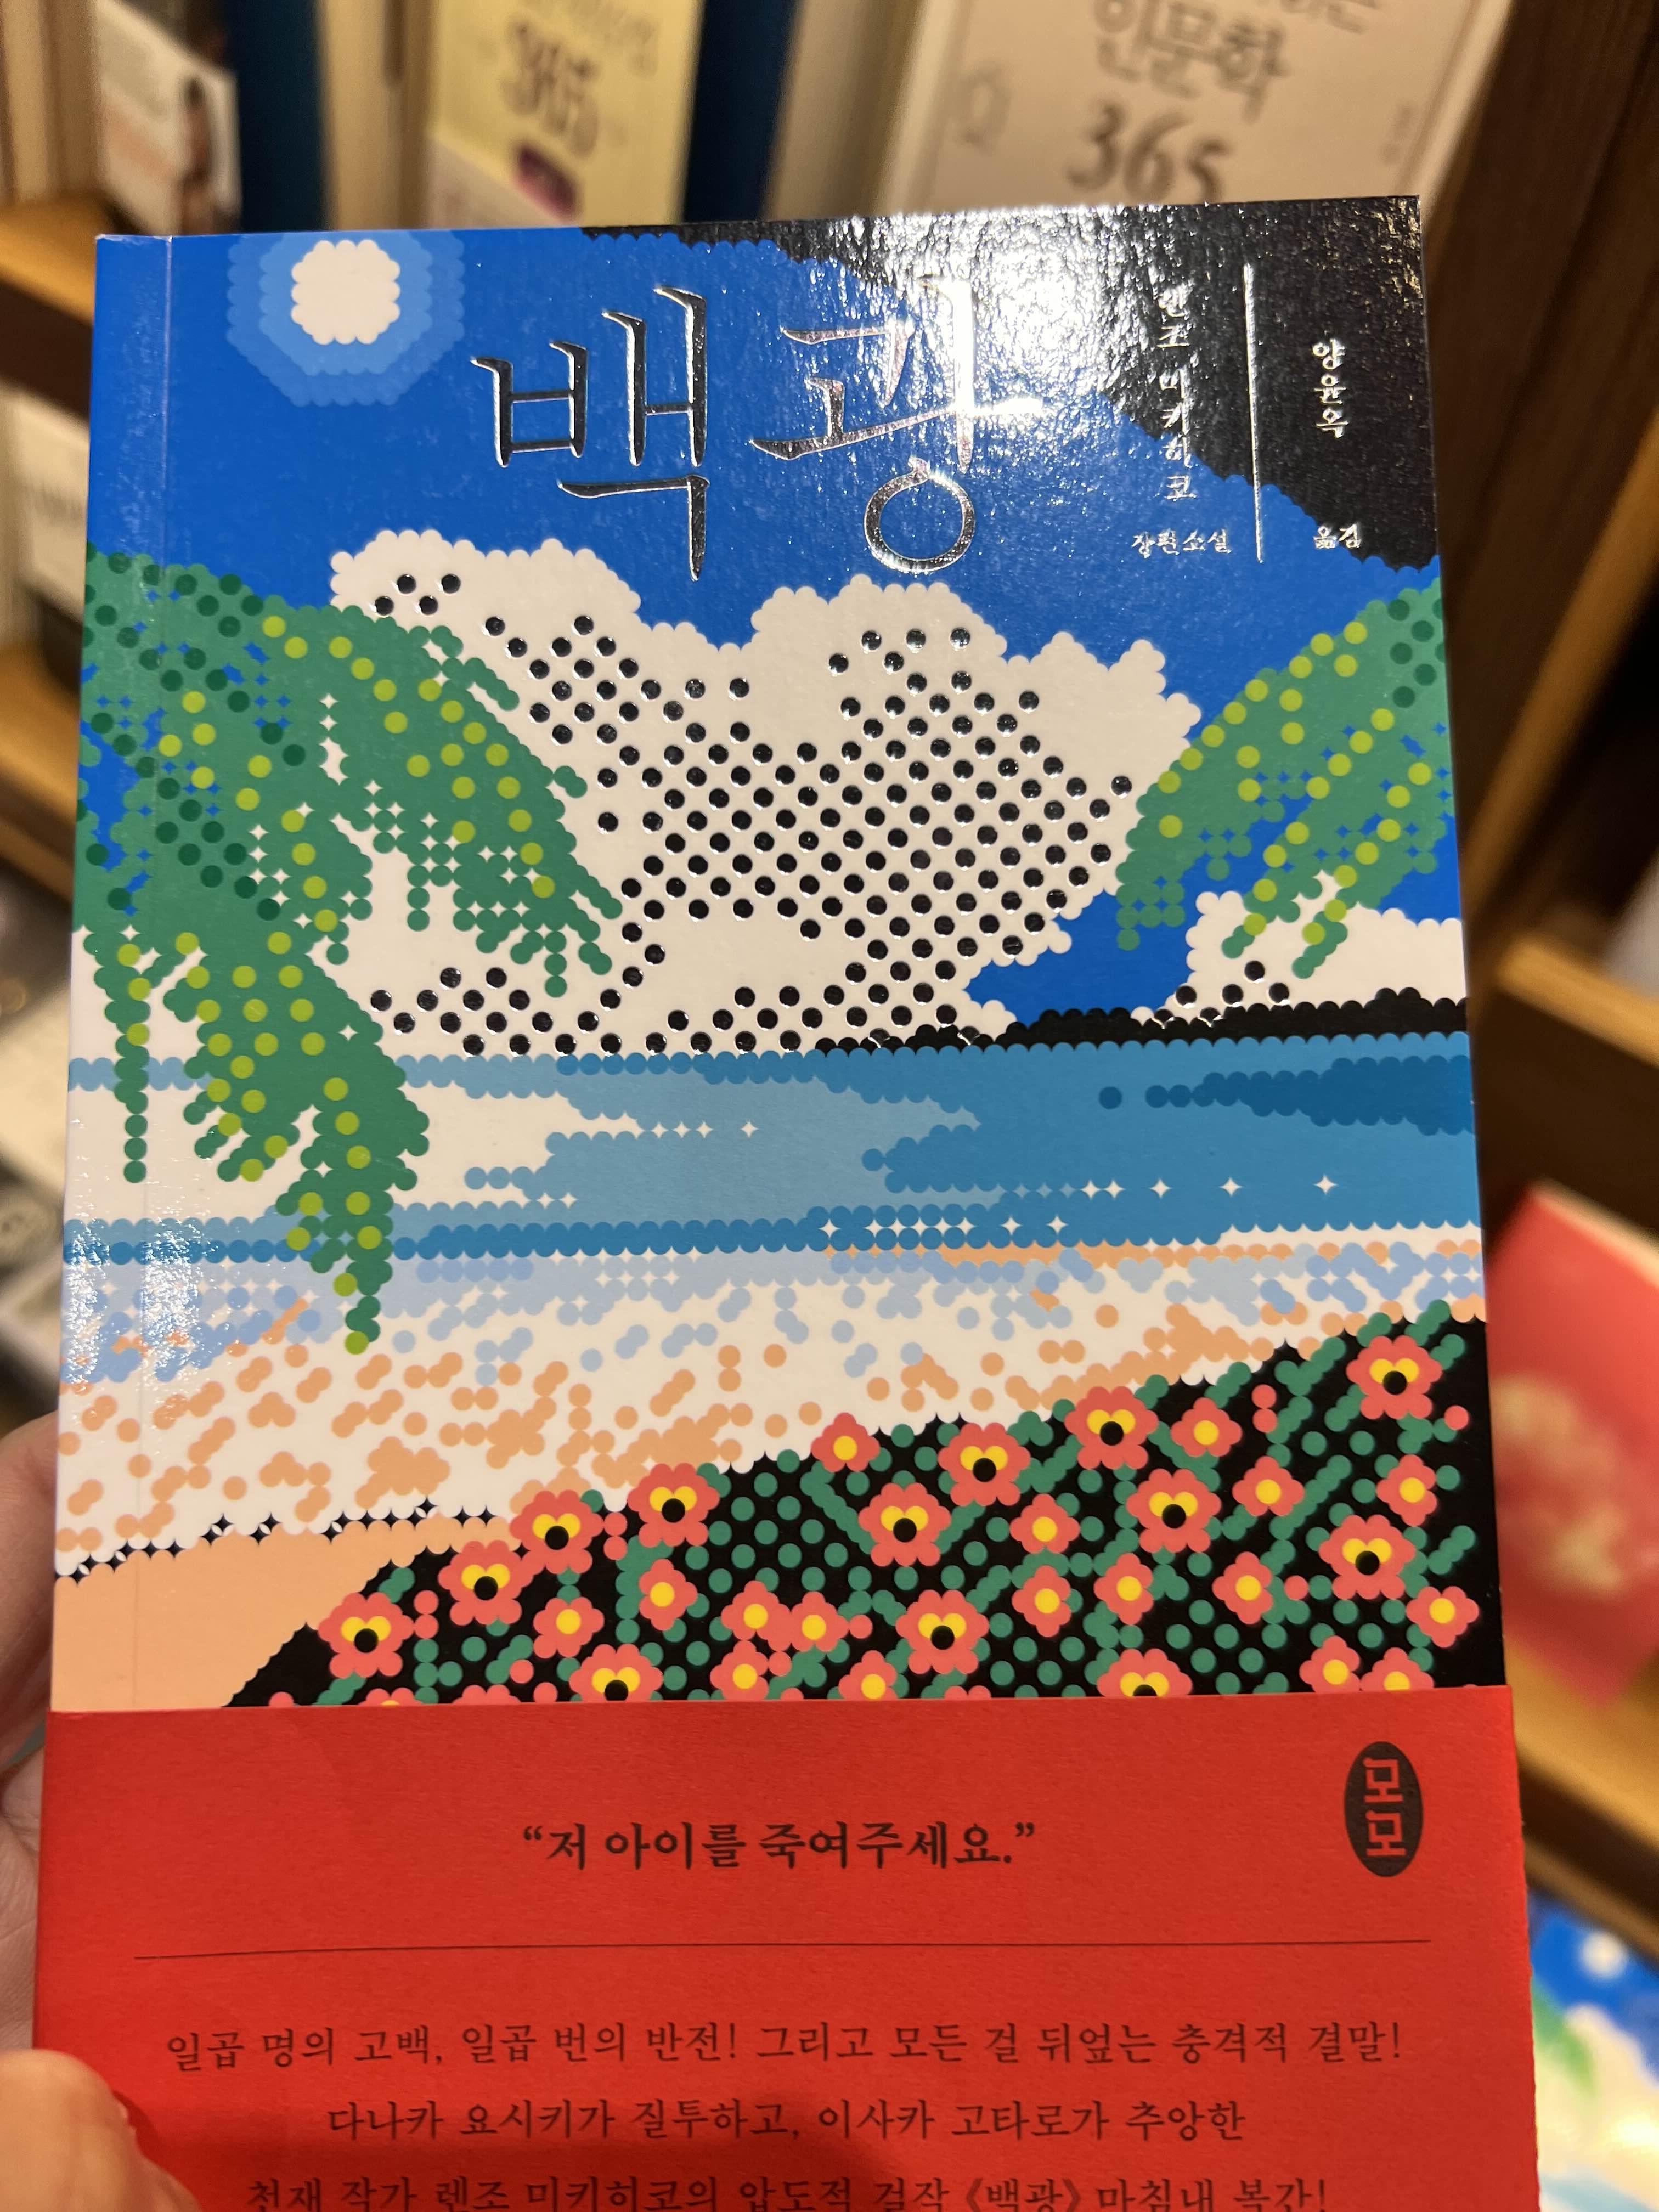 365
인문학
365
백광
렌조 미키히코
장편소설
양윤옥
옮김
“저 아이를 죽여주세요.”
모모
일곱 명의 고백, 일곱 번의 반전! 그리고 모든 걸 뒤엎는 충격적 결말!
다나카 요시키가 질투하고, 이사카 고타로가 추앙한
천재 작가 렌조 미키히코의 압도적 걸작 《백광》 마침내 복간!